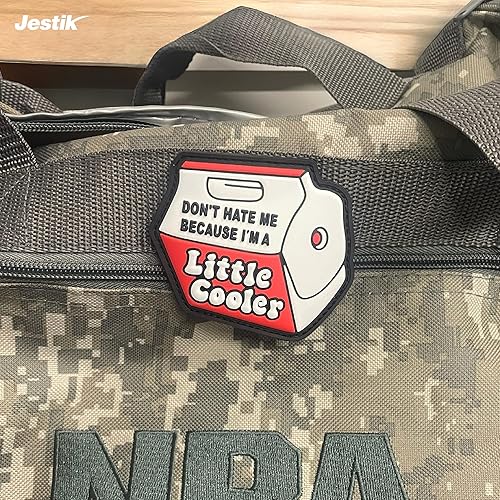 Jestik
DON'T HATE ME
BECAUSE I'M A
Little
Cooler
NRA